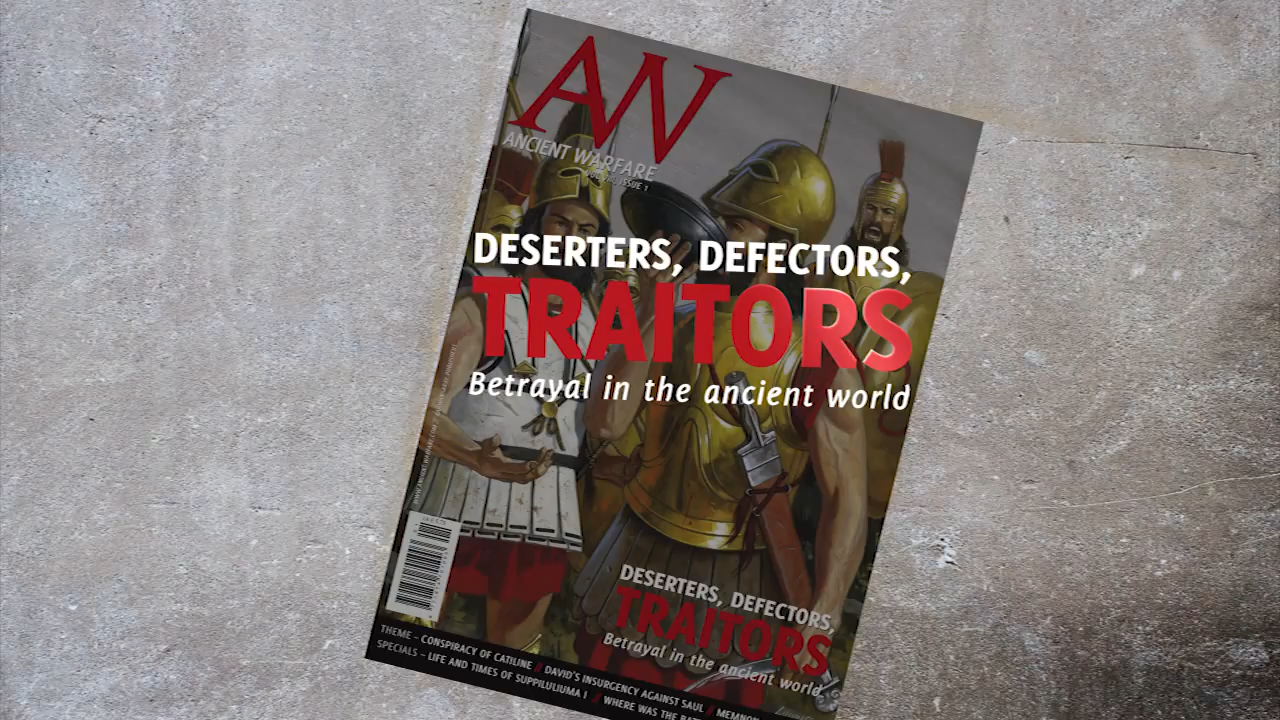 AW
ANCIENT WARFARE
ISSUE 1
DESERTERS, DEFECTORS,
TRAITORS
Betrayal in the ancient world
DESERTERS, DEFECTORS,
TRAITORS
Betrayal in the ancient world
THEME – CONSPIRACY OF CATILINE // DAVID'S INSURGENCY AGAINST SAUL // MEMNON
SPECIALS – LIFE AND TIMES OF SUPPILULIUMA I // WHERE WAS THE